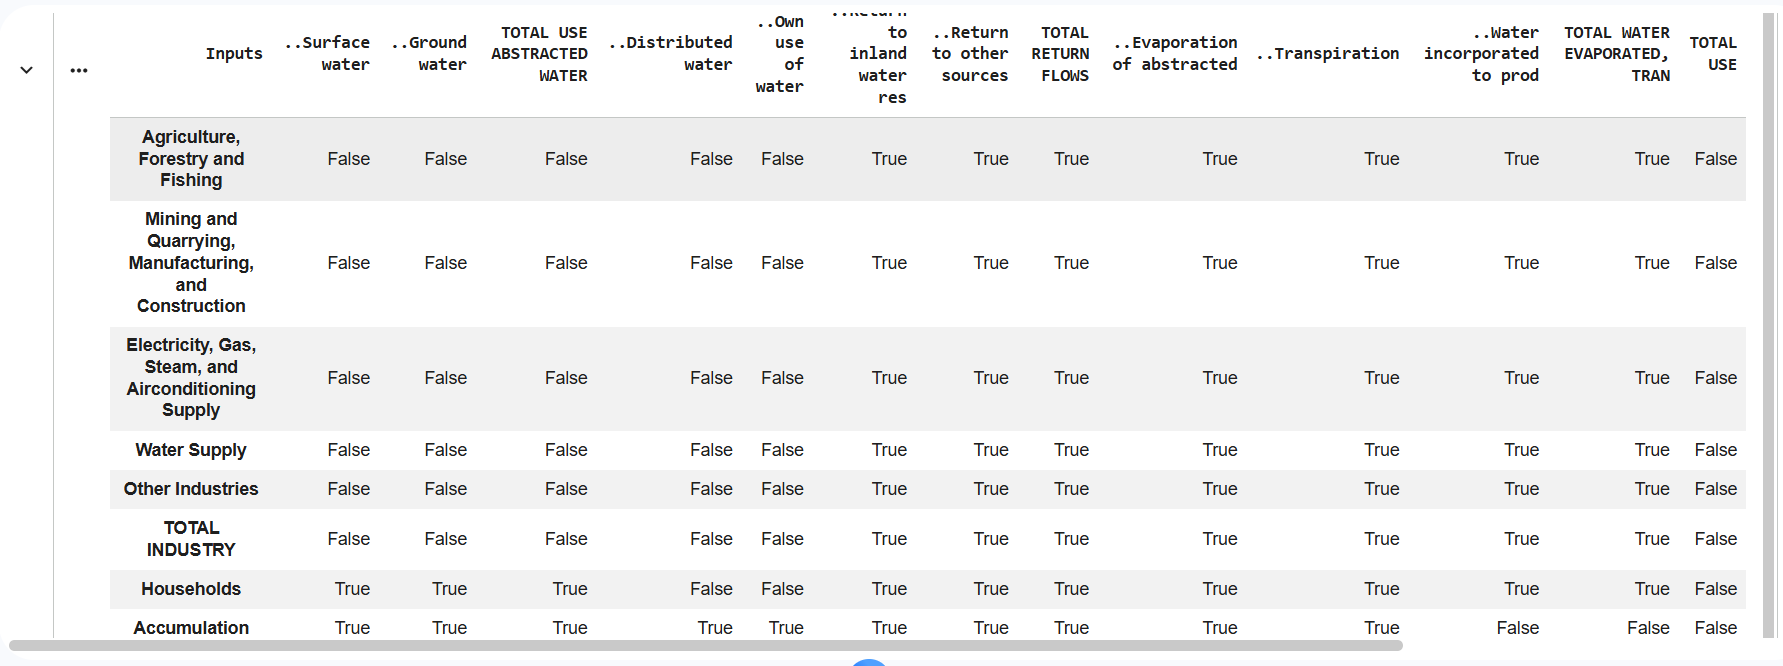 Inputs ..Surface water ..Ground water TOTAL USE ABSTRACTED WATER ..Distributed water ..Own use of water ..Return to inland water res ..Return to other sources TOTAL RETURN FLOWS ..Evaporation of abstracted ..Transpiration ..Water incorporated to prod TOTAL WATER EVAPORATED, TRAN TOTAL USE
Agriculture, Forestry and Fishing False False False False False True True True True True True True False
Mining and Quarrying, Manufacturing, and Construction False False False False False True True True True True True True False
Electricity, Gas, Steam, and Airconditioning Supply False False False False False True True True True True True True False
Water Supply False False False False False True True True True True True True False
Other Industries False False False False False True True True True True True True False
TOTAL INDUSTRY False False False False False True True True True True True True False
Households True True True False False True True True True True True True False
Accumulation True True True True True True True True True True False False False